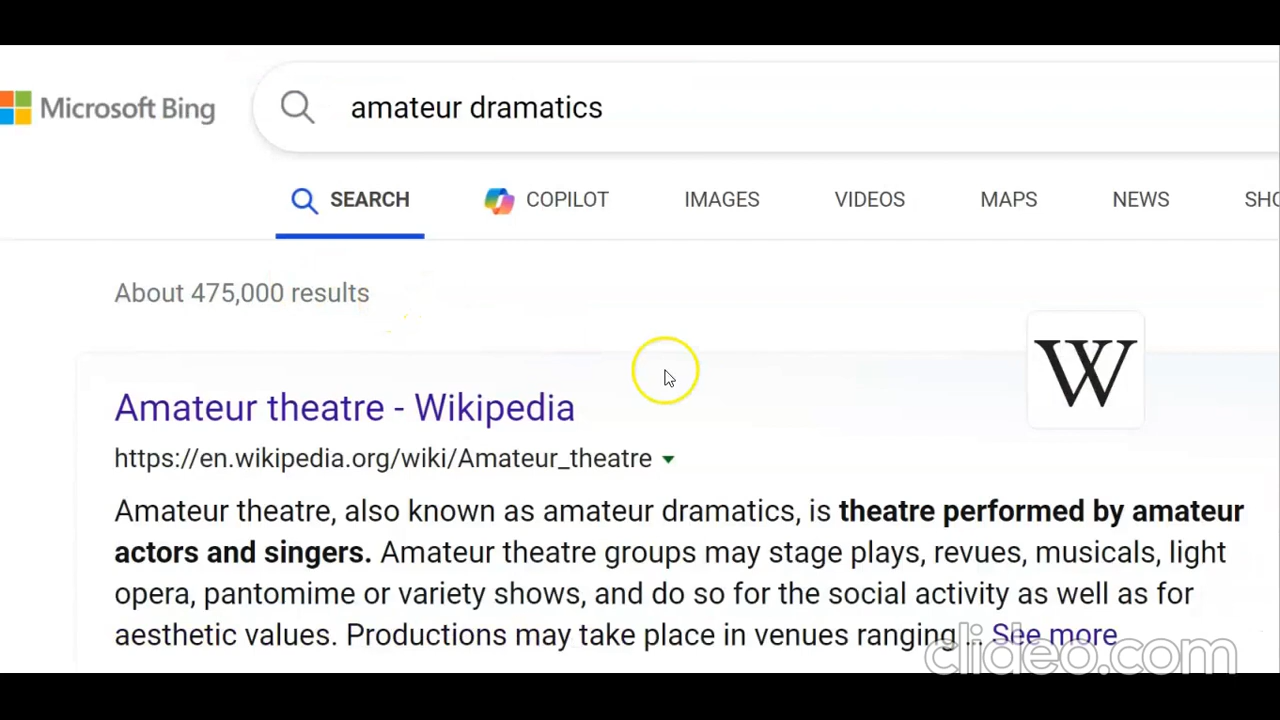 Microsoft Bing
amateur dramatics
SEARCH COPILOT IMAGES VIDEOS MAPS NEWS SHO
About 475,000 results
W
Amateur theatre - Wikipedia
https://en.wikipedia.org/wiki/Amateur_theatre
Amateur theatre, also known as amateur dramatics, is theatre performed by amateur
actors and singers. Amateur theatre groups may stage plays, revues, musicals, light
opera, pantomime or variety shows, and do so for the social activity as well as for
aesthetic values. Productions may take place in venues ranging ... See more
clideo.com